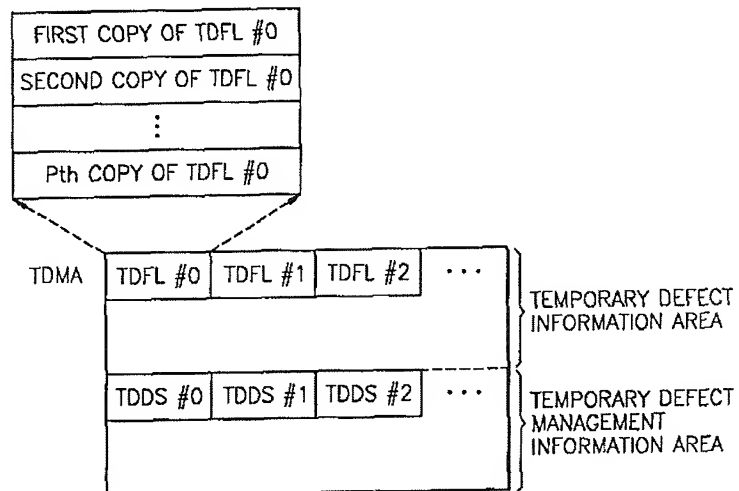 FIRST COPY OF TDFL #0
SECOND COPY OF TDFL #0
⋮
Pth COPY OF TDFL #0
TDMA
TDFL #0 TDFL #1 TDFL #2 ...
TEMPORARY DEFECT
INFORMATION AREA
TDDS #0 TDDS #1 TDDS #2 ...
TEMPORARY DEFECT
MANAGEMENT
INFORMATION AREA